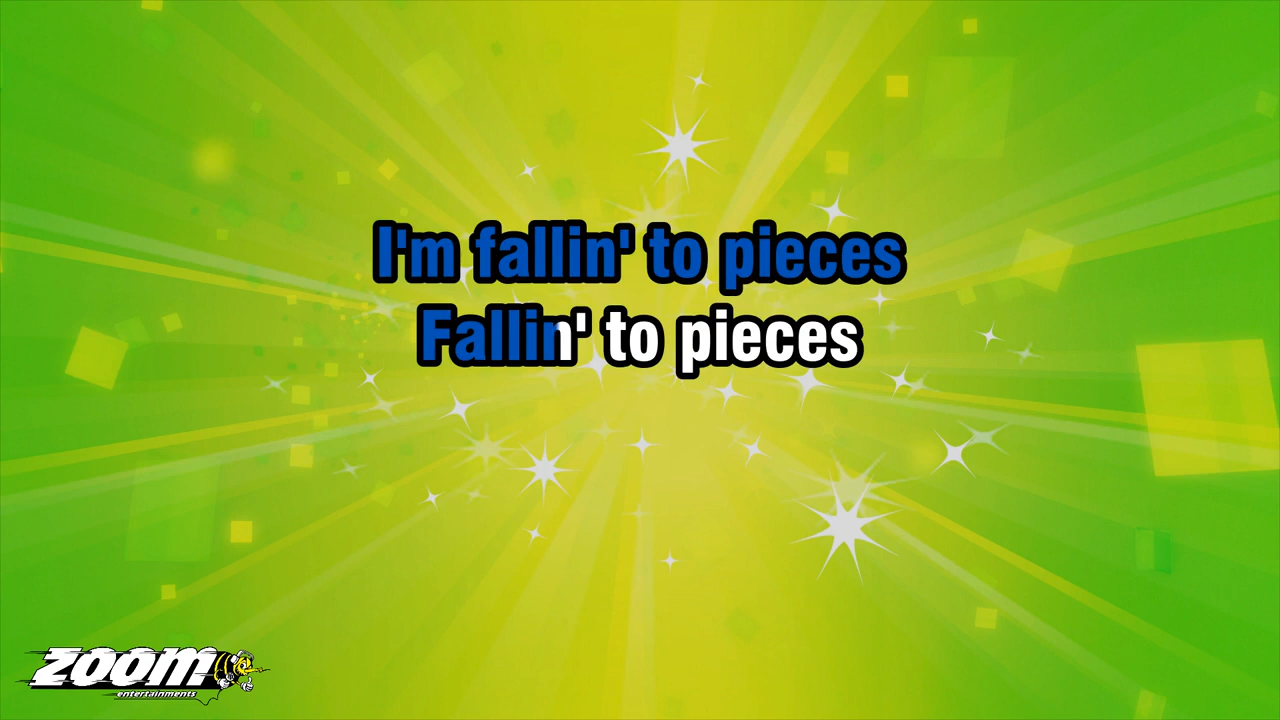 I'm fallin' to pieces
Fallin' to pieces
zoom
entertainments